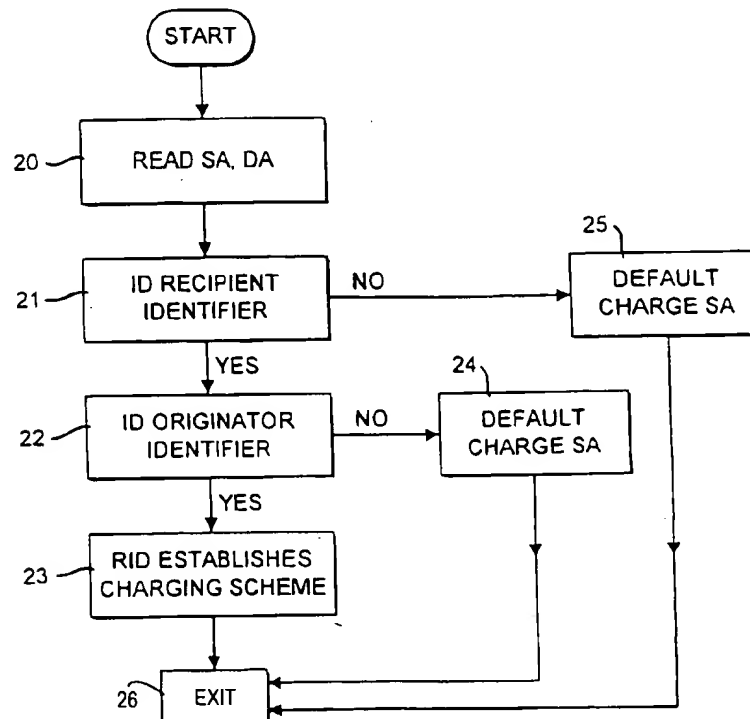 START
20
READ SA, DA
21
ID RECIPIENT
IDENTIFIER
NO
25
DEFAULT
CHARGE SA
YES
22
ID ORIGINATOR
IDENTIFIER
NO
24
DEFAULT
CHARGE SA
YES
23
RID ESTABLISHES
CHARGING SCHEME
26
EXIT